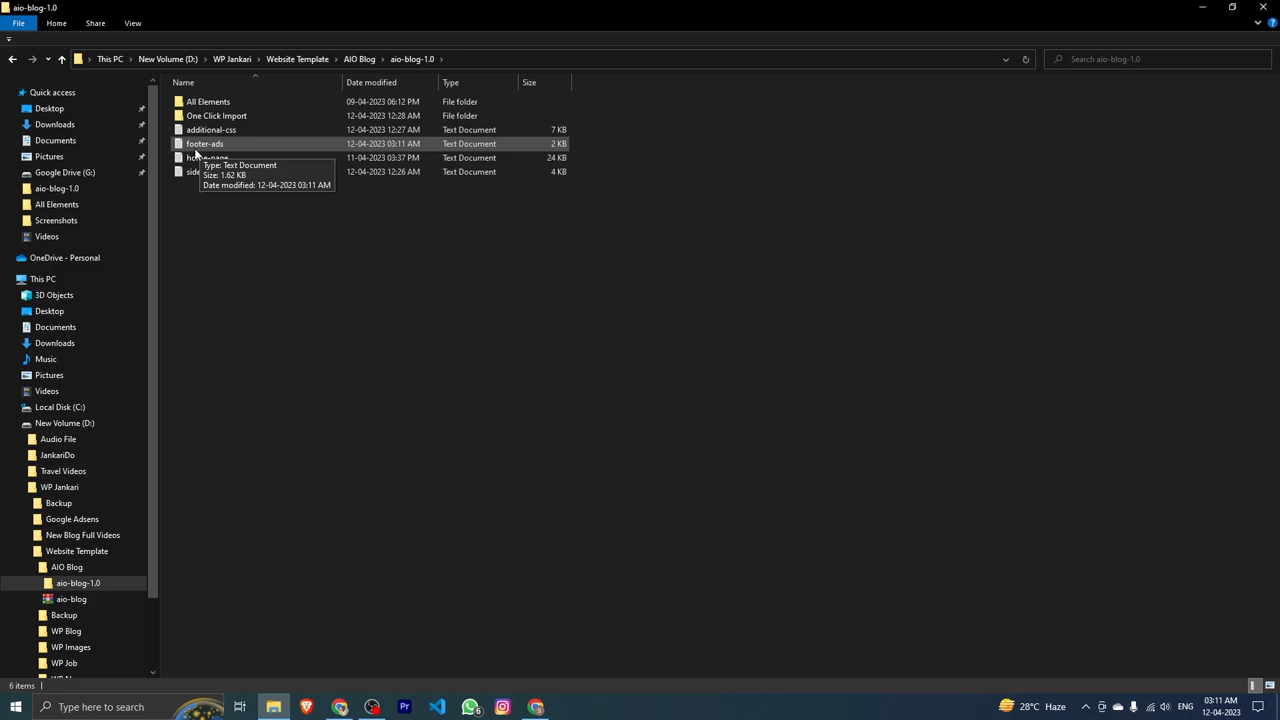 aio-blog-1.0
File Home Share View
This PC New Volume (D:) WP Jankari Website Template AIO Blog aio-blog-1.0
Search aio-blog-1.0
Name Date modified Type Size
All Elements 09-04-2023 06:12 PM File folder
One Click Import 12-04-2023 12:28 AM File folder
additional-css 12-04-2023 12:27 AM Text Document 7 KB
footer-ads 12-04-2023 03:11 AM Text Document 2 KB
11-04-2023 03:37 PM Text Document 24 KB
12-04-2023 12:26 AM Text Document 4 KB
Type: Text Document
Size: 1.62 KB
Date modified: 12-04-2023 03:11 AM
Quick access
Desktop
Downloads
Documents
Pictures
Google Drive (G:)
aio-blog-1.0
All Elements
Screenshots
Videos
OneDrive - Personal
This PC
3D Objects
Desktop
Documents
Downloads
Music
Pictures
Videos
Local Disk (C:)
New Volume (D:)
Audio File
JankariDo
Travel Videos
WP Jankari
Backup
Google Adsens
New Blog Full Videos
Website Template
AIO Blog
aio-blog-1.0
aio-blog
Backup
WP Blog
WP Images
WP Job
6 items
Type here to search
Pr
6
28°C Haze
ENG
03:11 AM
12-04-2023